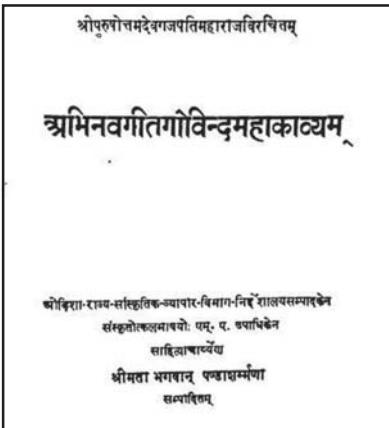 श्रीपुरुषोत्तमदेवगजपतिमहाराजविरचितम्
अभिनवगीतगोविन्दमहाकाव्यम्
ओड़िशा-राज्य-सांस्कृतिक-व्यापार-विभाग-निर्द्देशालयसम्पादकेन
संस्कृतोत्कलभाषयोः एम्. ए. उपाधिकेन
साहित्याचार्य्येण
श्रीमता भगवान् पण्डाशर्म्मणा
सम्पादितम्